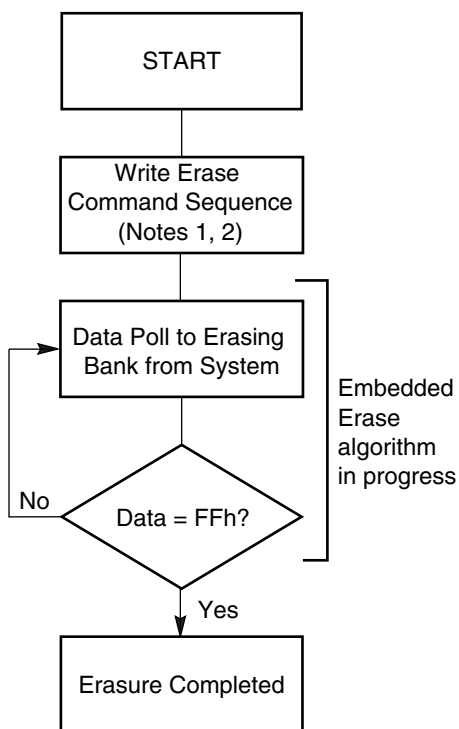 START
Write Erase
Command Sequence
(Notes 1, 2)
Data Poll to Erasing
Bank from System
Embedded
Erase
algorithm
in progress
No
Data = FFh?
Yes
Erasure Completed